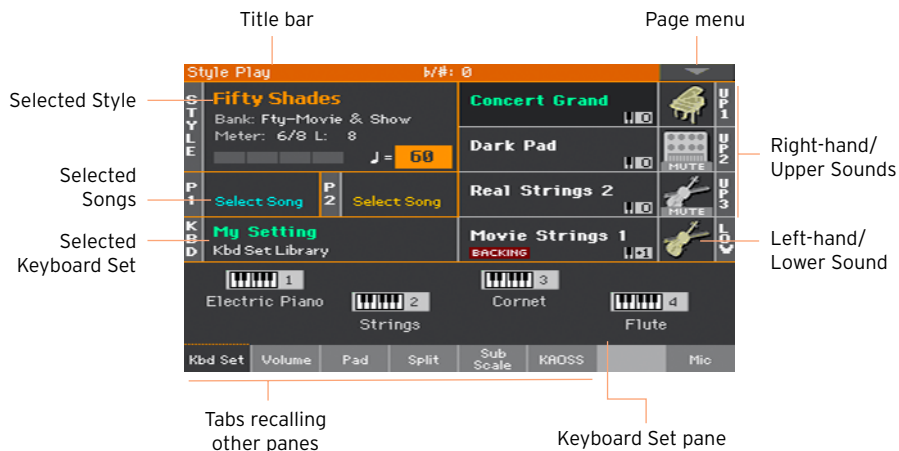 Title bar
Page menu
Style Play
♭/#: 0
Selected Style
STYLE
Fifty Shades
Bank: Fty-Movie & Show
Meter: 6/8 L: 8
♩= 60
Concert Grand
0
UP1
Dark Pad
0
MUTE
UP2
Right-hand/
Upper Sounds
Selected
Songs
P1
Select Song
P2
Select Song
Real Strings 2
0
MUTE
UP3
Selected
Keyboard Set
KBD
My Setting
Kbd Set Library
Movie Strings 1
BACKING
+1
LOW
Left-hand/
Lower Sound
1
Electric Piano
2
Strings
3
Cornet
4
Flute
Kbd Set
Volume
Pad
Split
Sub
Scale
KAOSS
Mic
Tabs recalling
other panes
Keyboard Set pane